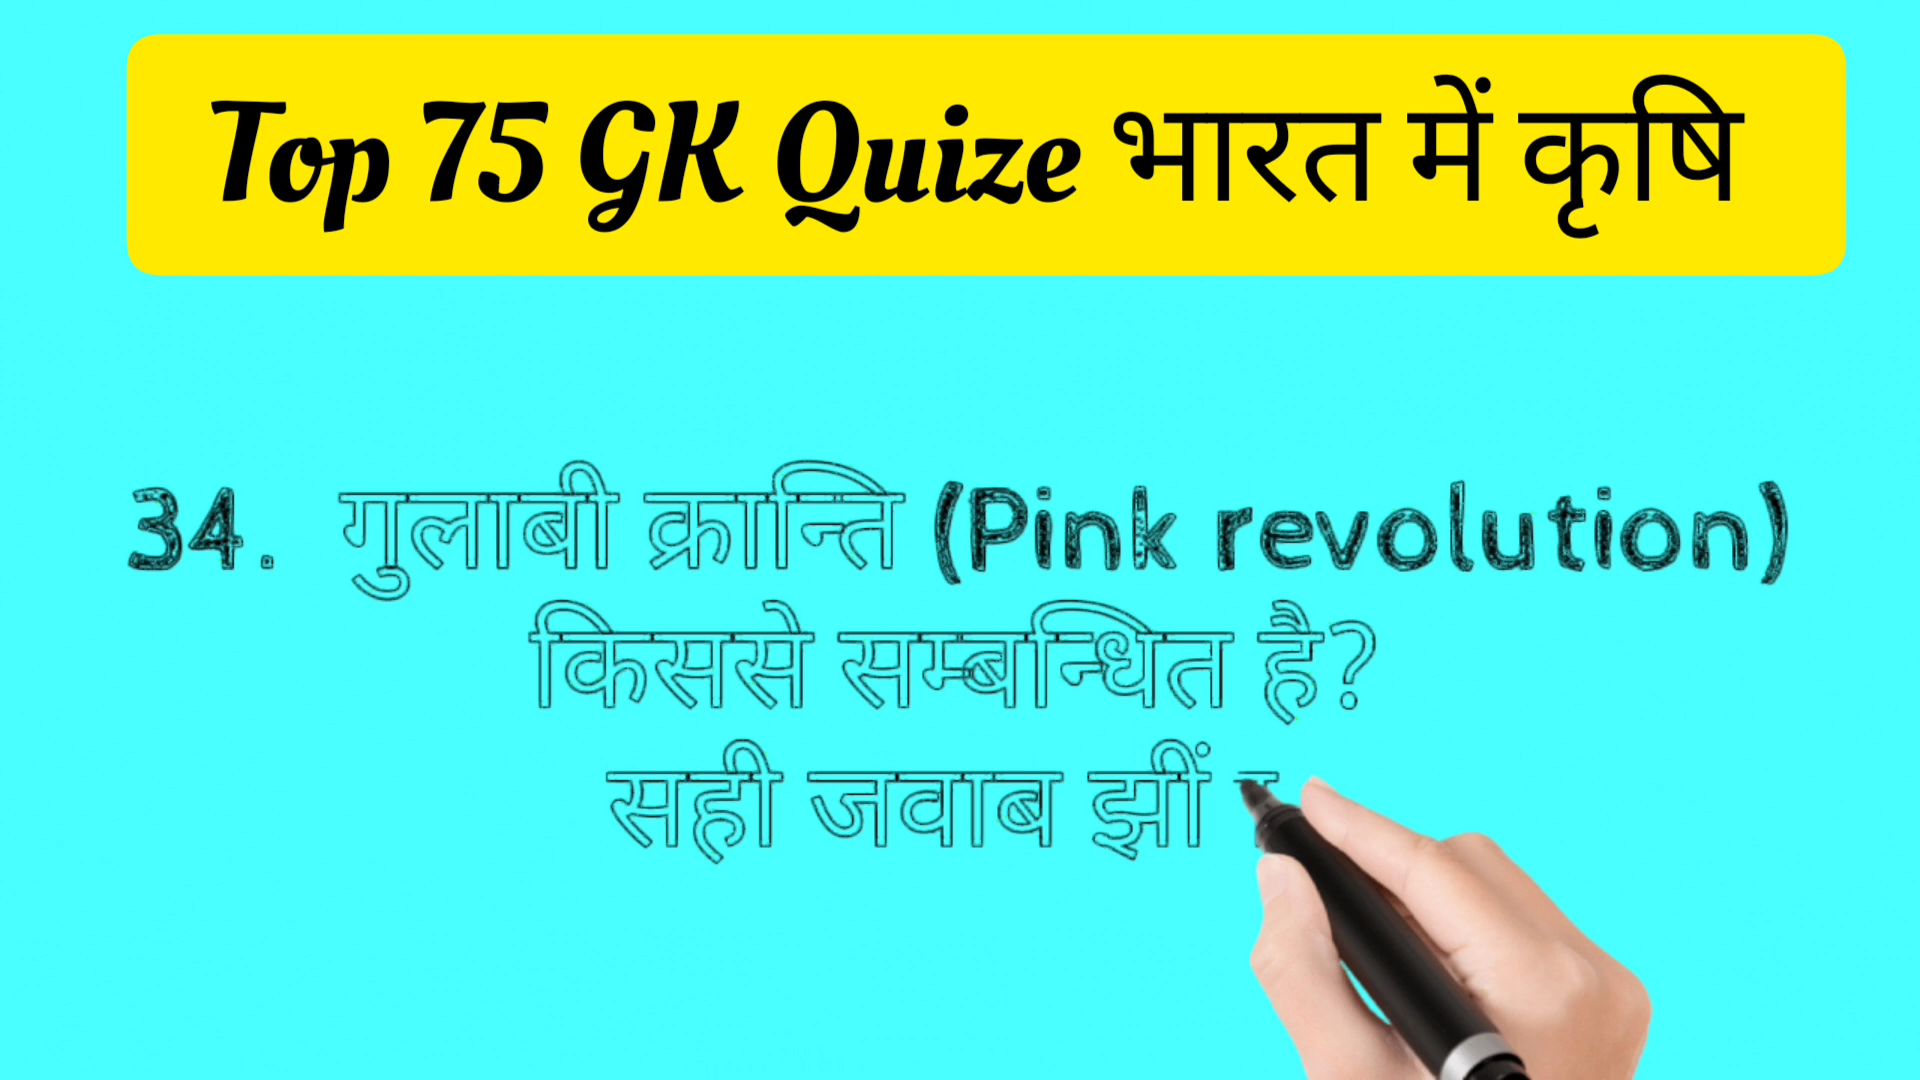 Top 75 GK Quize भारत में कृषि
34. गुलाबी क्रान्ति (Pink revolution)
किससे सम्बन्धित है?
सही जवाब झीं